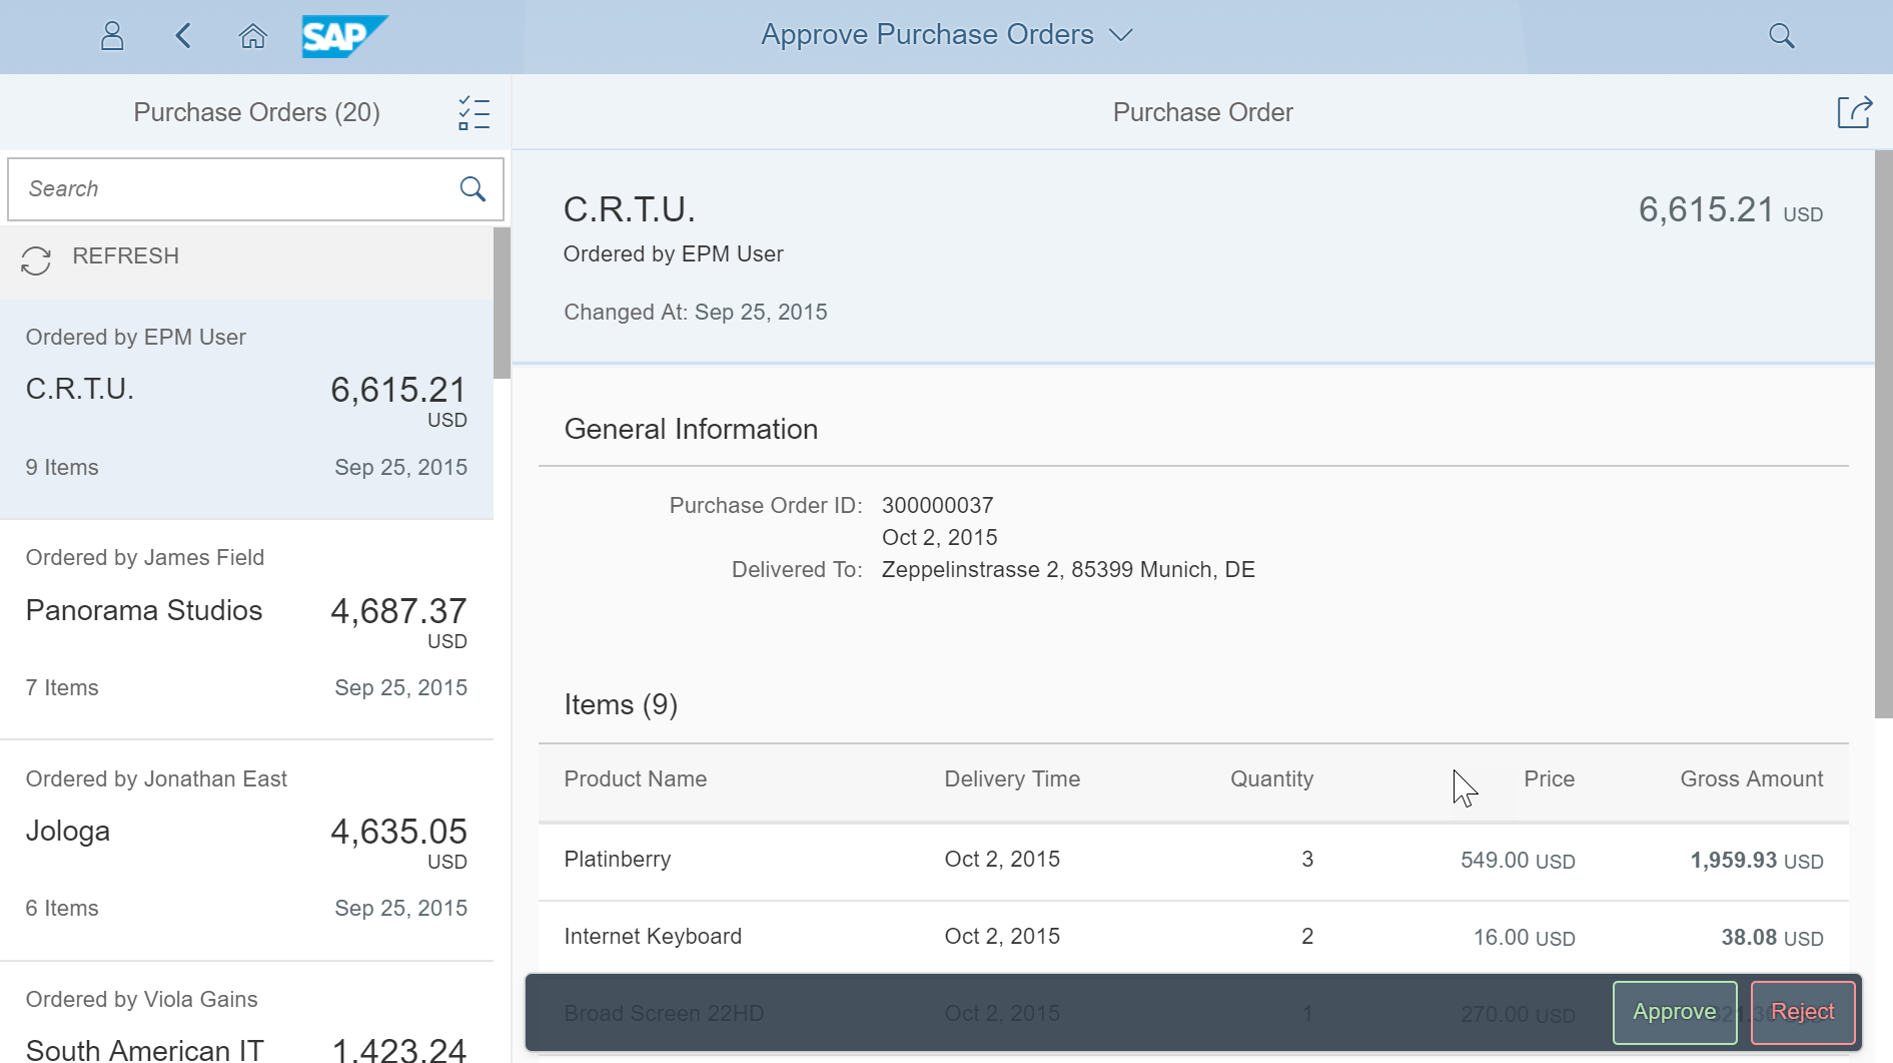 SAP
Approve Purchase Orders
Purchase Orders (20)
Search
REFRESH
Ordered by EPM User
C.R.T.U. 6,615.21
USD
9 Items Sep 25, 2015
Ordered by James Field
Panorama Studios 4,687.37
USD
7 Items Sep 25, 2015
Ordered by Jonathan East
Jologa 4,635.05
USD
6 Items Sep 25, 2015
Ordered by Viola Gains
South American IT 1,423.24
Purchase Order
C.R.T.U. 6,615.21 USD
Ordered by EPM User
Changed At: Sep 25, 2015
General Information
Purchase Order ID: 300000037
Oct 2, 2015
Delivered To: Zeppelinstrasse 2, 85399 Munich, DE
Items (9)
Product Name Delivery Time Quantity Price Gross Amount
Platinberry Oct 2, 2015 3 549.00 USD 1,959.93 USD
Internet Keyboard Oct 2, 2015 2 16.00 USD 38.08 USD
Broad Screen 22HD Oct 2, 2015 1 270.00 USD
Approve Reject